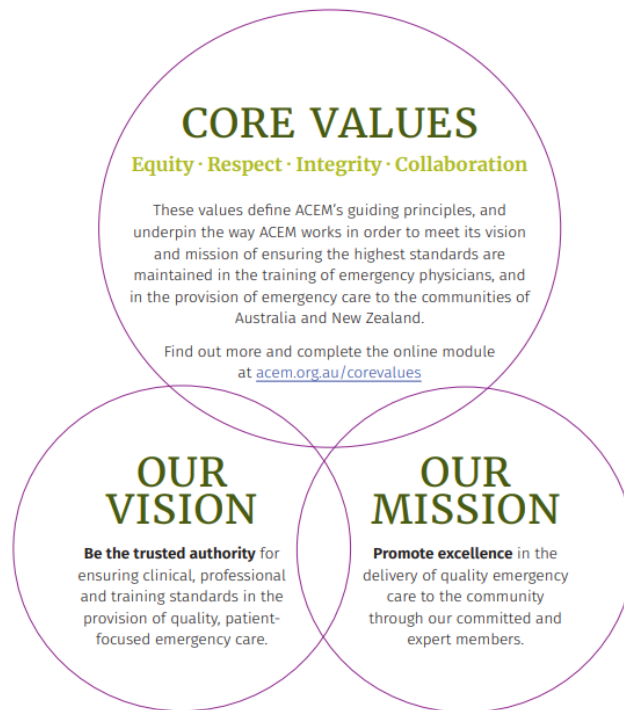 CORE VALUES
Equity · Respect · Integrity · Collaboration
These values define ACEM’s guiding principles, and
underpin the way ACEM works in order to meet its vision
and mission of ensuring the highest standards are
maintained in the training of emergency physicians, and
in the provision of emergency care to the communities of
Australia and New Zealand.
Find out more and complete the online module
at acem.org.au/corevalues
OUR
VISION
Be the trusted authority for
ensuring clinical, professional
and training standards in the
provision of quality, patient-
focused emergency care.
OUR
MISSION
Promote excellence in the
delivery of quality emergency
care to the community
through our committed and
expert members.